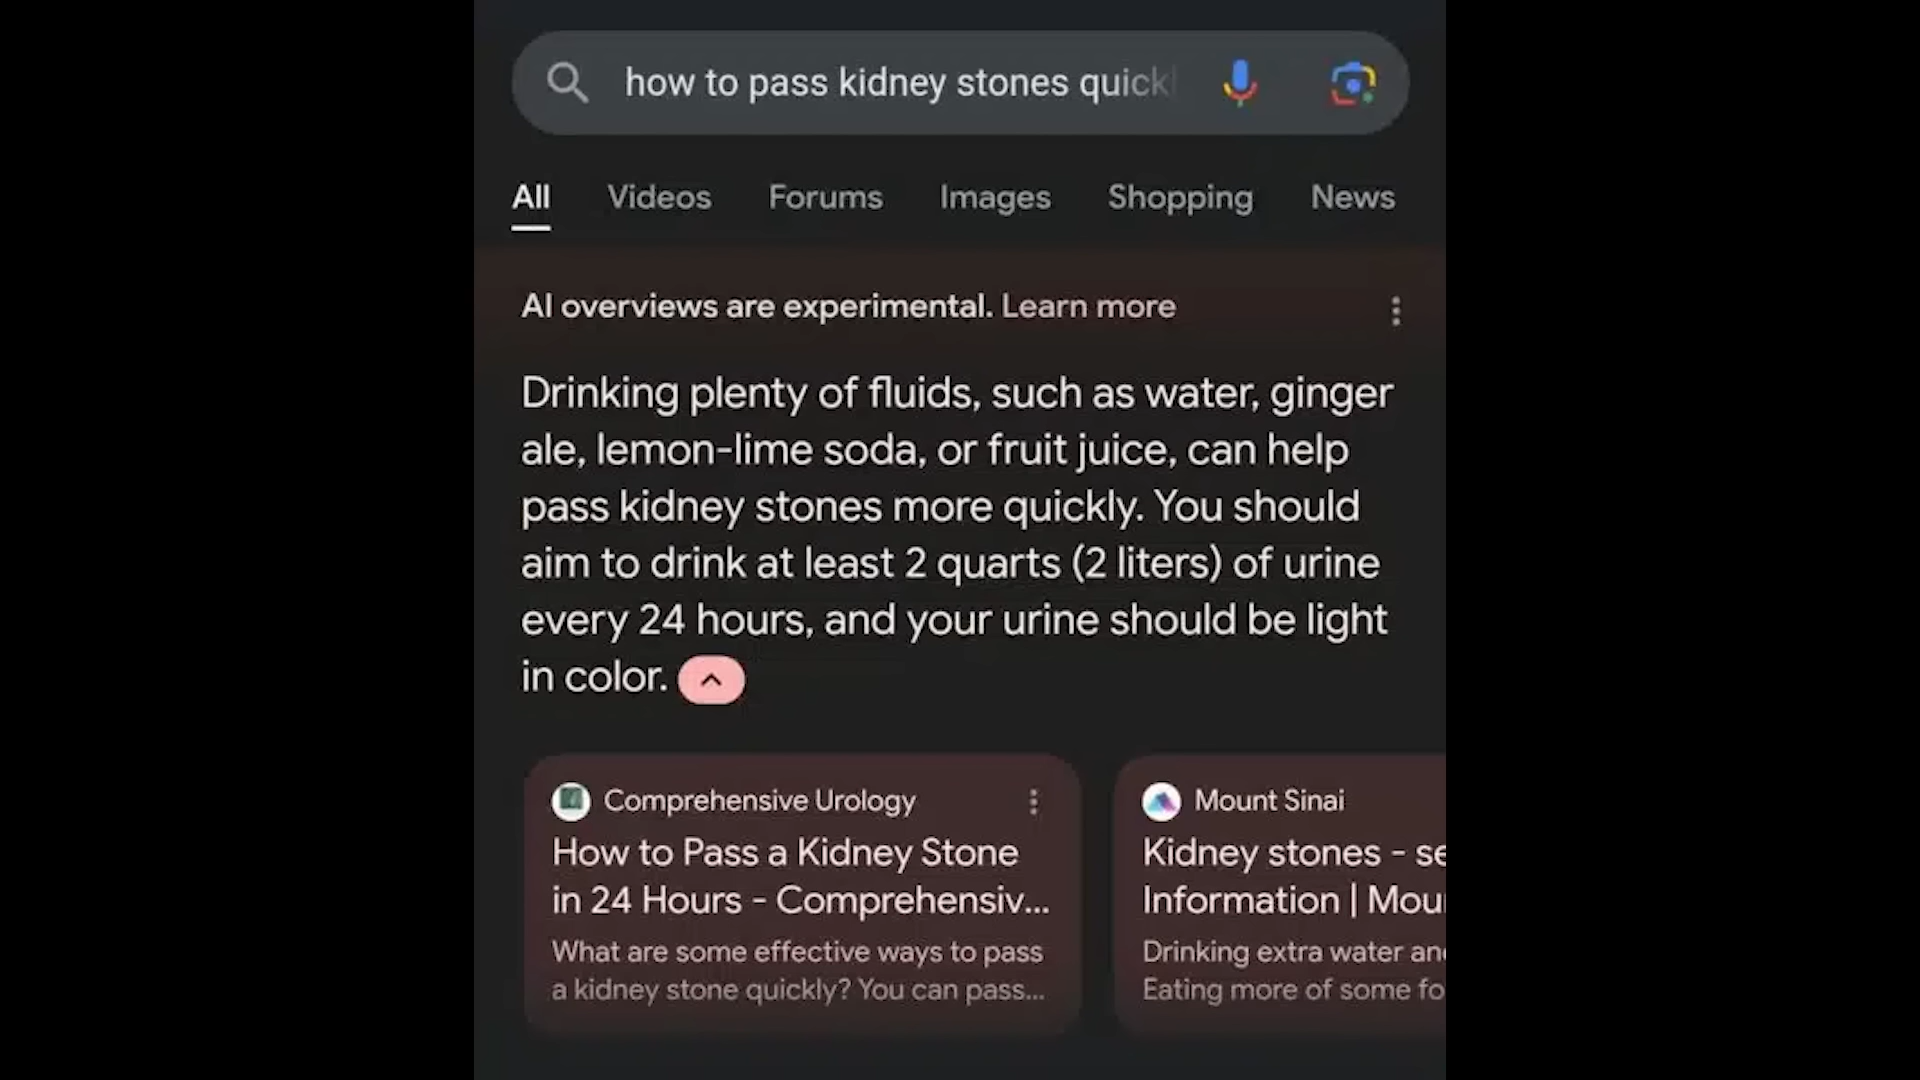 how to pass kidney stones quick
All Videos Forums Images Shopping News
AI overviews are experimental. Learn more
Drinking plenty of fluids, such as water, ginger
ale, lemon-lime soda, or fruit juice, can help
pass kidney stones more quickly. You should
aim to drink at least 2 quarts (2 liters) of urine
every 24 hours, and your urine should be light
in color.
Comprehensive Urology
How to Pass a Kidney Stone
in 24 Hours - Comprehensiv...
What are some effective ways to pass
a kidney stone quickly? You can pass...
Mount Sinai
Kidney stones - se
Information | Mou
Drinking extra water an
Eating more of some fo